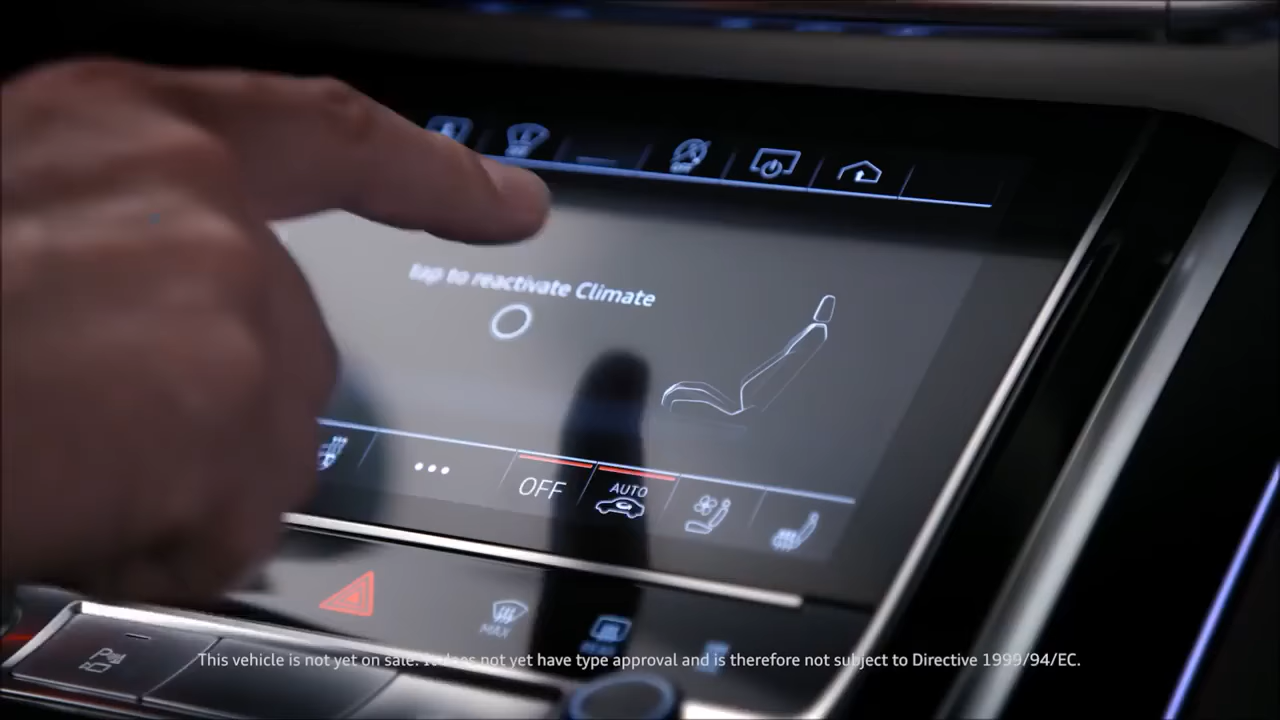 tap to reactivate Climate
OFF
AUTO
MAX
This vehicle is not yet on sale. It does not yet have type approval and is therefore not subject to Directive 1999/94/EC.